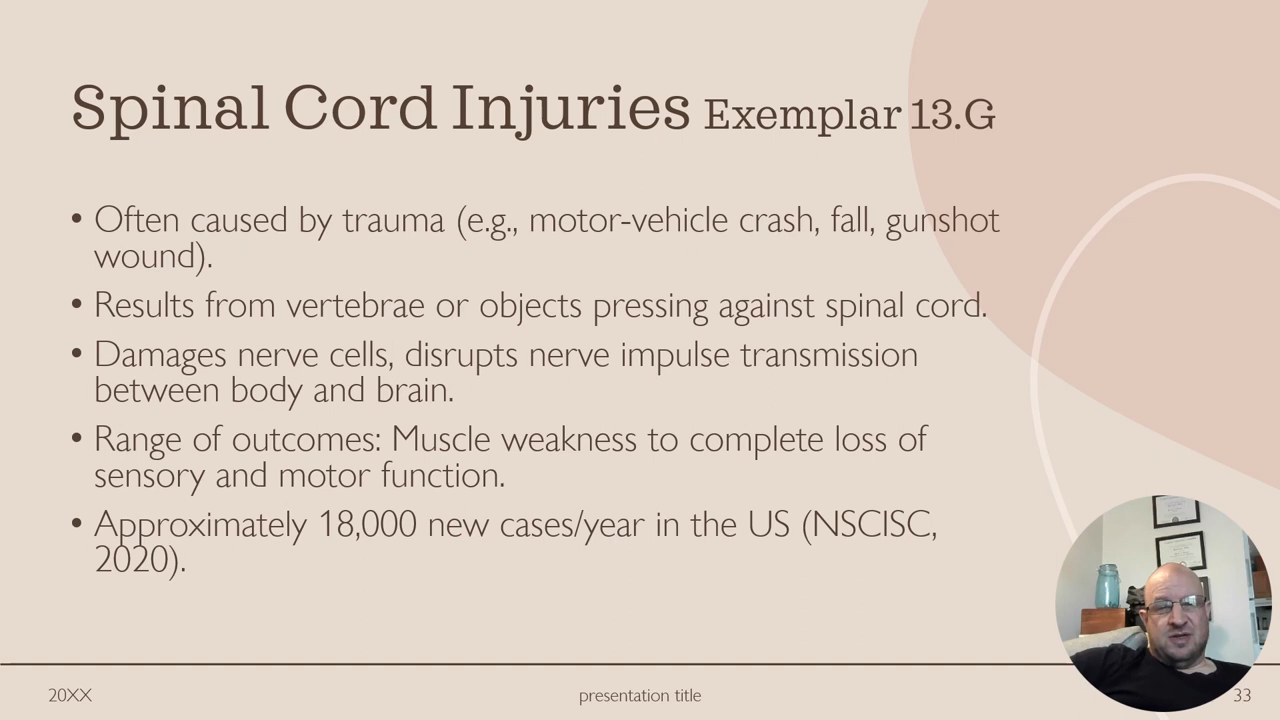 Spinal Cord Injuries Exemplar 13.G
• Often caused by trauma (e.g., motor-vehicle crash, fall, gunshot
wound).
• Results from vertebrae or objects pressing against spinal cord.
• Damages nerve cells, disrupts nerve impulse transmission
between body and brain.
• Range of outcomes: Muscle weakness to complete loss of
sensory and motor function.
• Approximately 18,000 new cases/year in the US (NSCISC,
2020).
20XX
presentation title
33